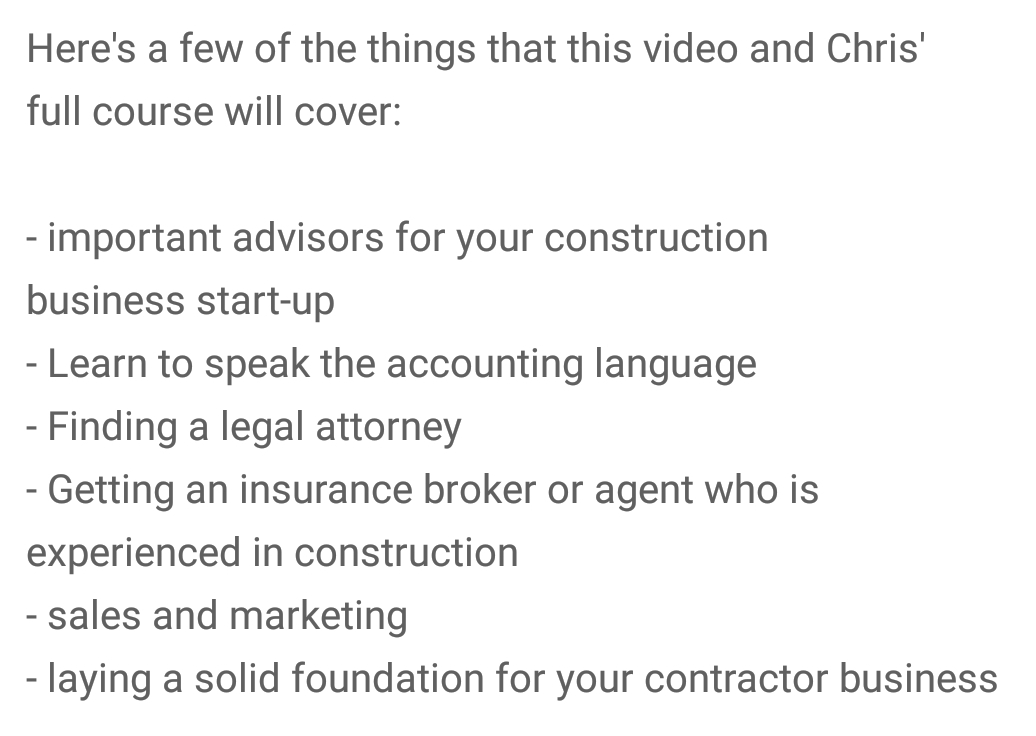 Here's a few of the things that this video and Chris'
full course will cover:
- important advisors for your construction
business start-up
- Learn to speak the accounting language
- Finding a legal attorney
- Getting an insurance broker or agent who is
experienced in construction
- sales and marketing
- laying a solid foundation for your contractor business